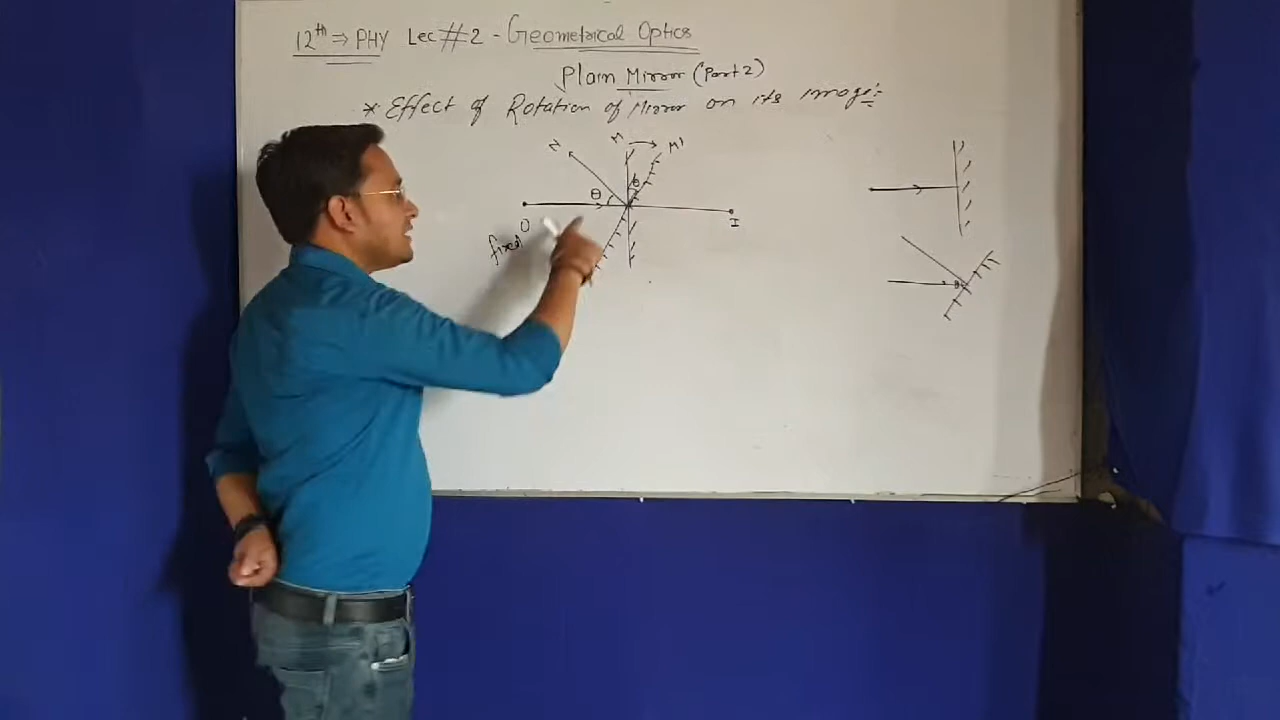 12th ⇒ PHY Lec #2 - Geometrical Optics
Plain Mirror (Part 2)
* Effect of Rotation of Mirror on its image:-
N M M'
θ θ
O I
fixed
θ